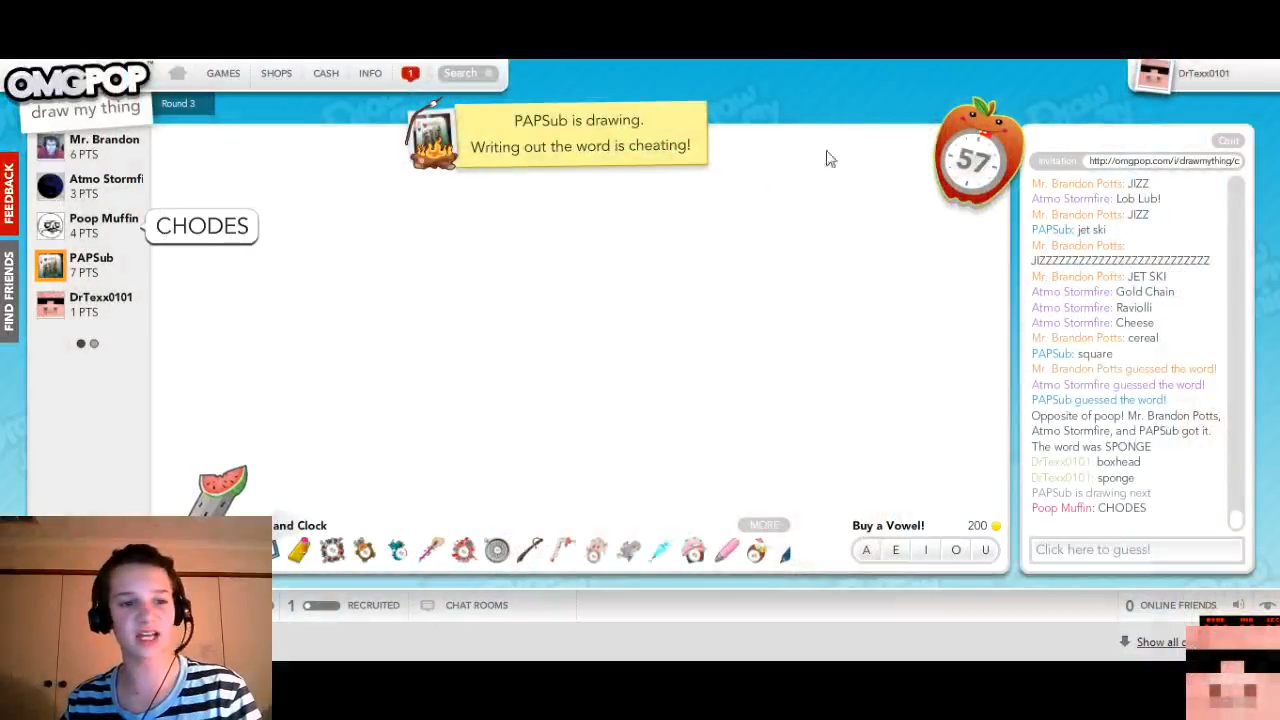 OMGPOP
draw my thing
GAMES
SHOPS
CASH
INFO
1
Search
DrTexx0101
Round 3
PAPSub is drawing.
Writing out the word is cheating!
57
Quit
Invitation
http://omgpop.com/i/drawmything/c
FEEDBACK
FIND FRIENDS
Mr. Brandon
6 PTS
Atmo Stormfi
3 PTS
Poop Muffin
4 PTS
CHODES
PAPSub
7 PTS
DrTexx0101
1 PTS
Mr. Brandon Potts: JIZZ
Atmo Stormfire: Lob Lub!
Mr. Brandon Potts: JIZZ
PAPSub: jet ski
Mr. Brandon Potts:
JIZZZZZZZZZZZZZZZZZZZZZZZZZZ
Mr. Brandon Potts: JET SKI
Atmo Stormfire: Gold Chain
Atmo Stormfire: Raviolli
Atmo Stormfire: Cheese
Mr. Brandon Potts: cereal
PAPSub: square
Mr. Brandon Potts guessed the word!
Atmo Stormfire guessed the word!
PAPSub guessed the word!
Opposite of poop! Mr. Brandon Potts,
Atmo Stormfire, and PAPSub got it.
The word was SPONGE
DrTexx0101: boxhead
DrTexx0101: sponge
PAPSub is drawing next
Poop Muffin: CHODES
Click here to guess!
and Clock
MORE
Buy a Vowel!
200
A E I O U
1
RECRUITED
CHAT ROOMS
0 ONLINE FRIENDS
Show all